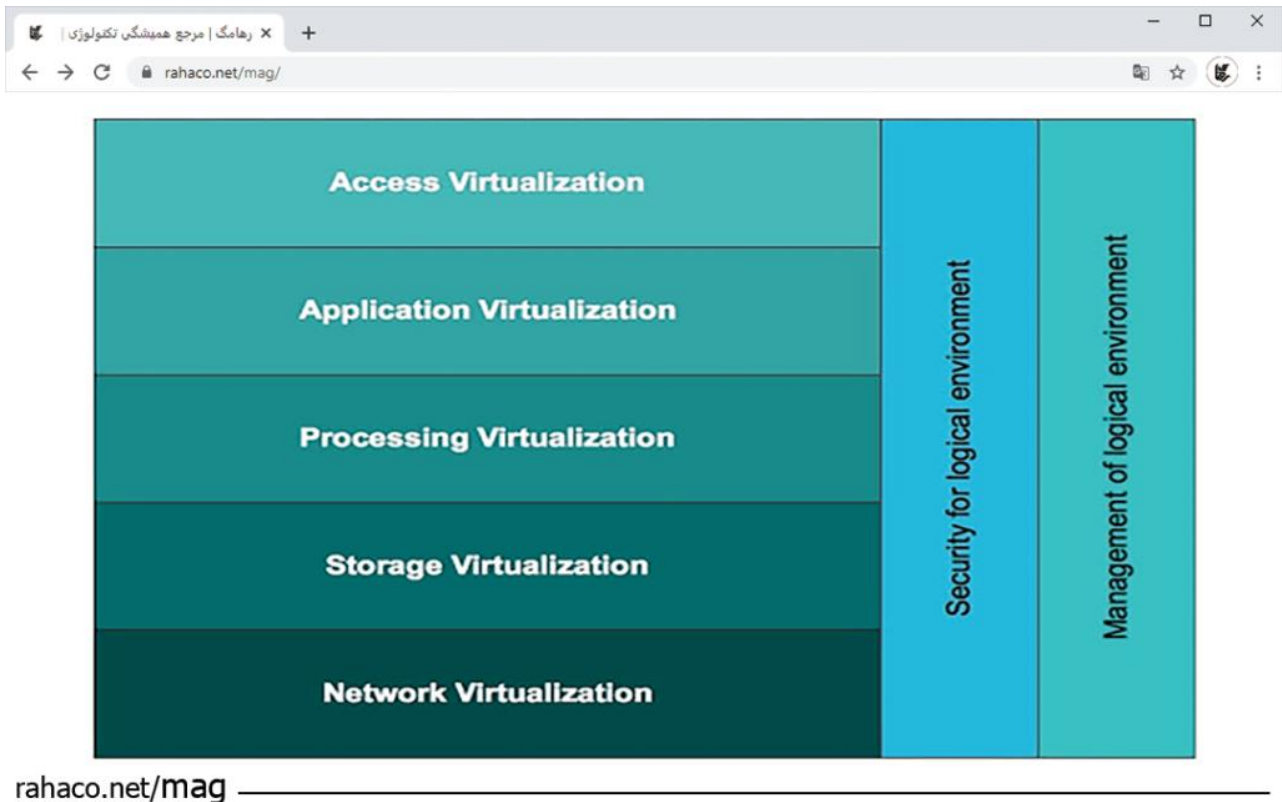 رهامگ | مرجع همیشگی تکنولوژی |
rahaco.net/mag/
Access Virtualization
Application Virtualization
Processing Virtualization
Storage Virtualization
Network Virtualization
Security for logical environment
Management of logical environment
rahaco.net/mag